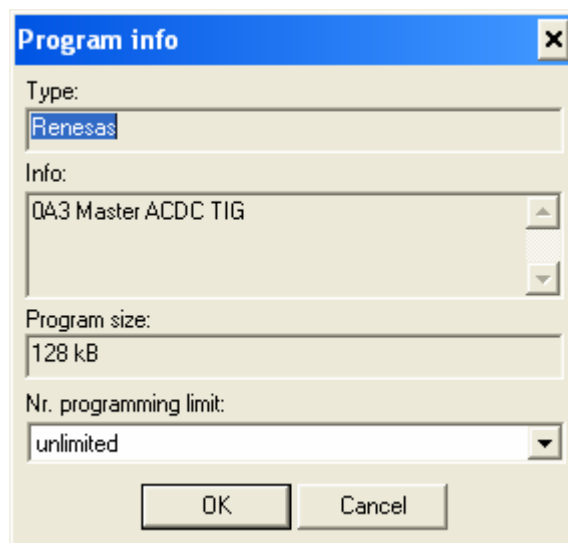 Program info
Type:
Renesas
Info:
0A3 Master ACDC TIG
Program size:
128 kB
Nr. programming limit:
unlimited
OK
Cancel